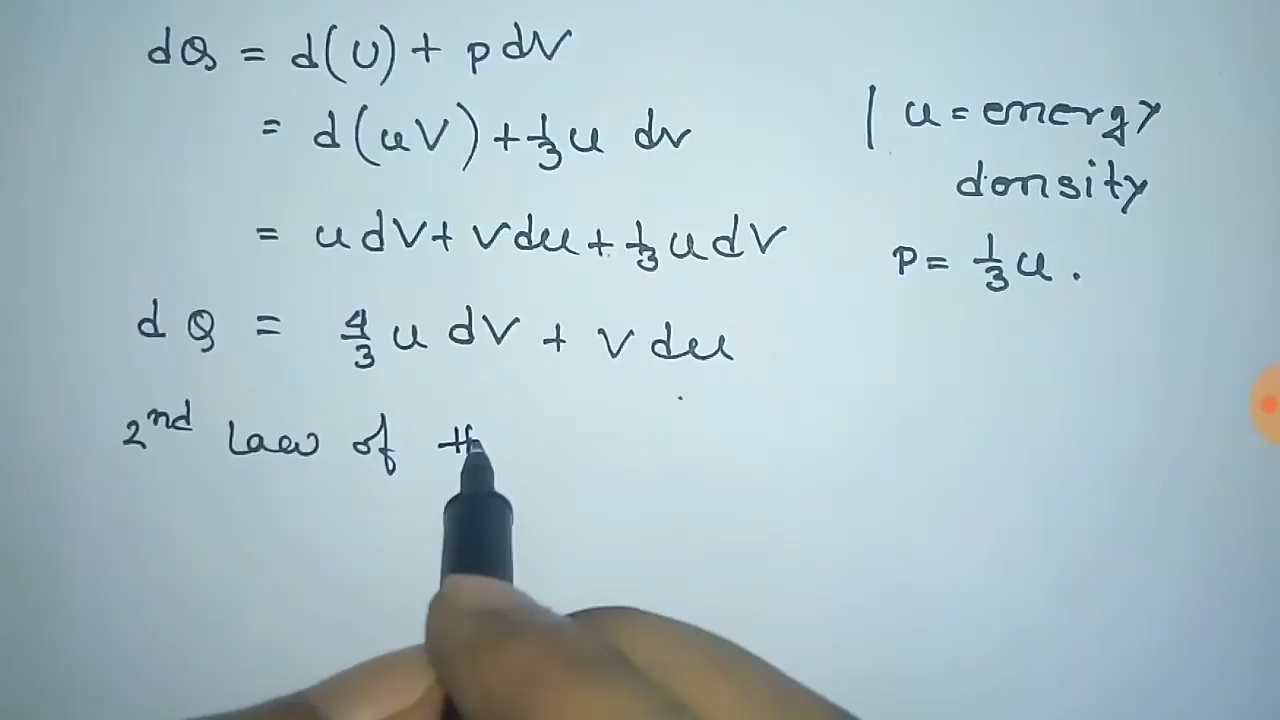 dQ = d(U) + pdV
= d(uV) + 1/3 u dv
= udV + Vdu + 1/3 u dV
dQ = 4/3 u dV + Vdu
2nd Law of
| u = energy
density
P = 1/3 u.